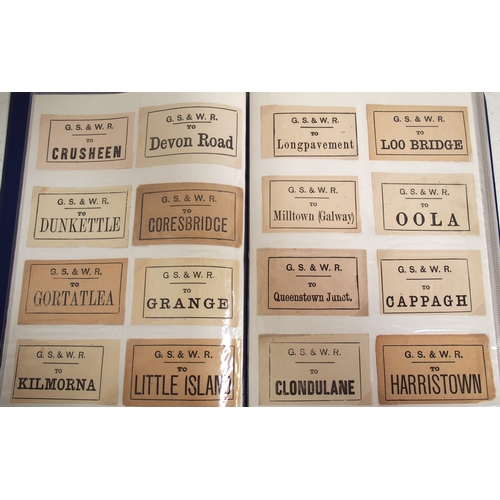 G. S. & W. R.
TO
CRUSHEEN
G. S. & W. R.
TO
Devon Road
G. S. & W. R.
TO
DUNKETTLE
G. S. & W. R.
TO
GORESBRIDGE
G. S. & W. R.
TO
GORTATLEA
G. S. & W. R.
TO
GRANGE
G. S. & W. R.
TO
KILMORNA
G. S. & W. R.
TO
LITTLE ISLAND
G. S. & W. R.
TO
Longpavement
G. S. & W. R.
TO
LOO BRIDGE
G. S. & W. R.
TO
Milltown (Galway)
G. S. & W. R.
TO
OOLA
G. S. & W. R.
TO
Queenstown Junct.
G. S. & W. R.
TO
CAPPAGH
G. S. & W. R.
TO
CLONDULANE
G. S. & W. R.
TO
HARRISTOWN